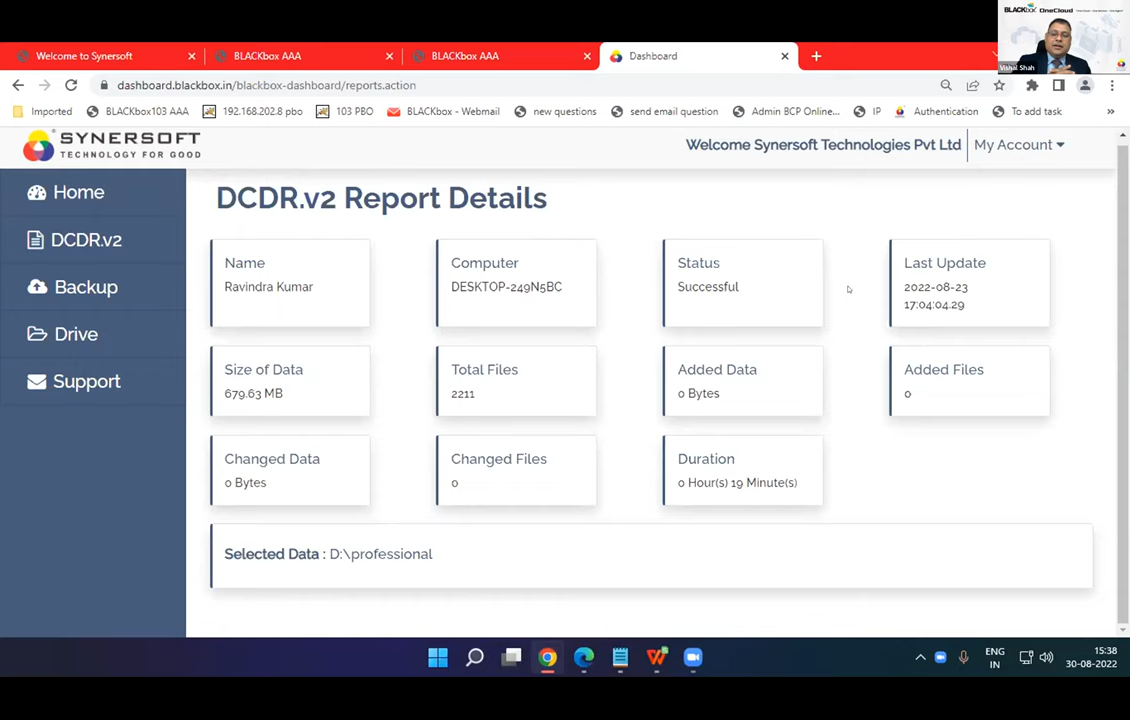 BLACKbox OneCloud
Vishal Shah
Welcome to Synersoft
BLACKbox AAA
BLACKbox AAA
Dashboard
dashboard.blackbox.in/blackbox-dashboard/reports.action
Imported
BLACKbox103 AAA
192.168.202.8 pbo
103 PBO
BLACKbox - Webmail
new questions
send email question
Admin BCP Online...
IP
Authentication
To add task
»
SYNERSOFT
TECHNOLOGY FOR GOOD
Welcome Synersoft Technologies Pvt Ltd
My Account
Home
DCDR.v2
Backup
Drive
Support
DCDR.v2 Report Details
Name
Ravindra Kumar
Computer
DESKTOP-249N5BC
Status
Successful
Last Update
2022-08-23
17:04:04.29
Size of Data
679.63 MB
Total Files
2211
Added Data
0 Bytes
Added Files
0
Changed Data
0 Bytes
Changed Files
0
Duration
0 Hour(s) 19 Minute(s)
Selected Data : D:\professional
ENG
IN
15:38
30-08-2022